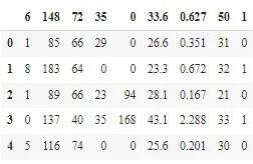 6 148 72 35 0 33.6 0.627 50 1
0 1 85 66 29 0 26.6 0.351 31 0
1 8 183 64 0 0 23.3 0.672 32 1
2 1 89 66 23 94 28.1 0.167 21 0
3 0 137 40 35 168 43.1 2.288 33 1
4 5 116 74 0 0 25.6 0.201 30 0